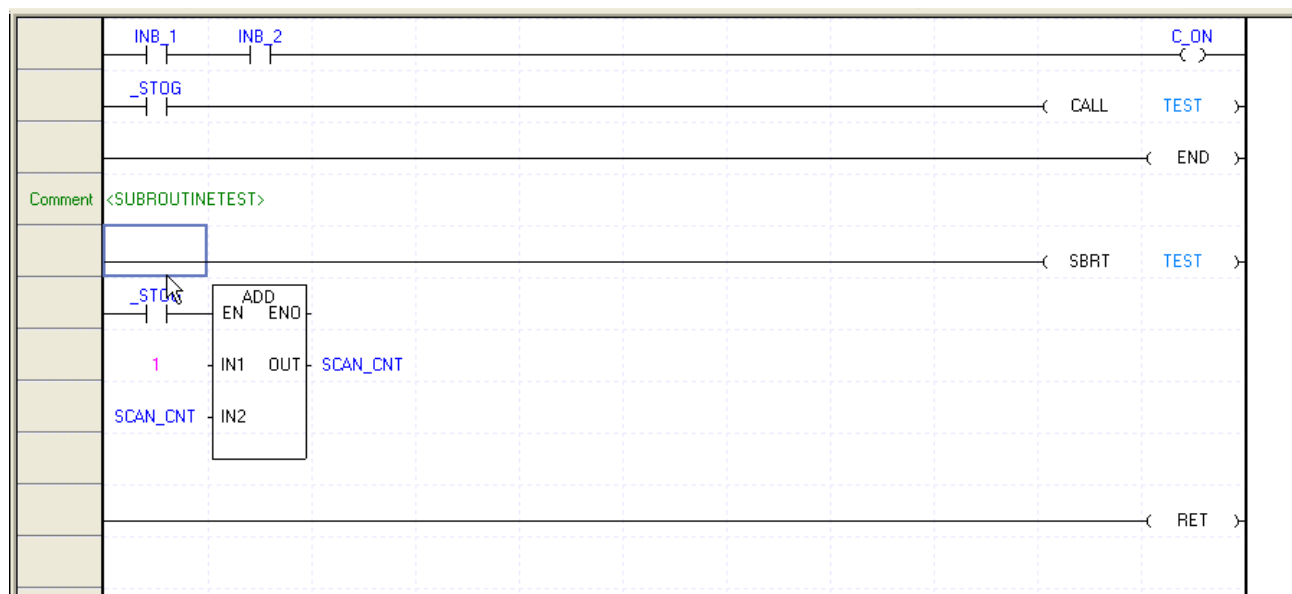 INB_1 INB_2 C_ON
_STOG
CALL TEST
END
Comment <SUBROUTINETEST>
SBRT TEST
ADD
EN ENO
1 IN1 OUT SCAN_CNT
SCAN_CNT IN2
RET